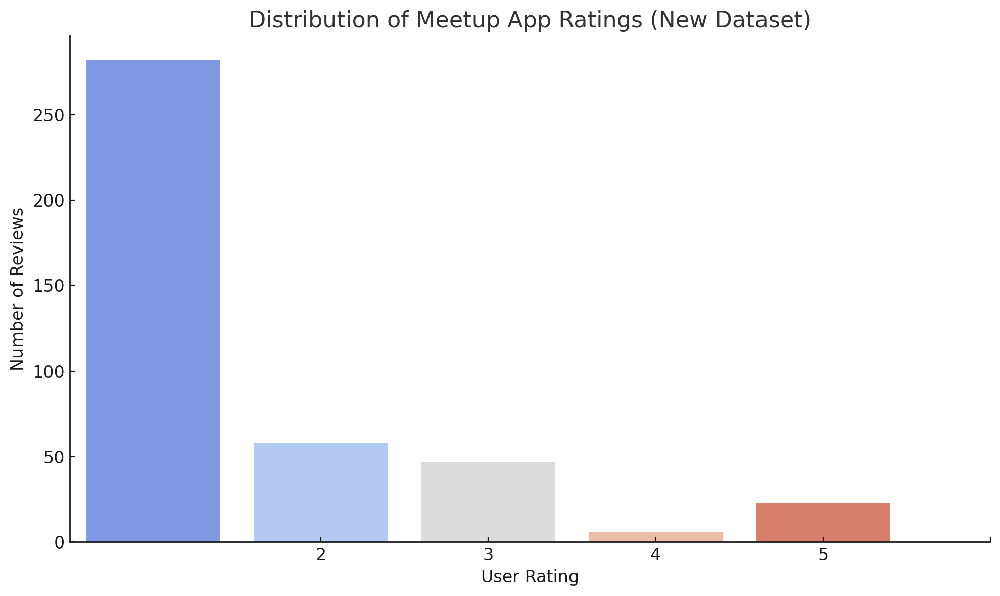 Distribution of Meetup App Ratings (New Dataset)
Number of Reviews
250
200
150
100
50
0
2 3 4 5
User Rating